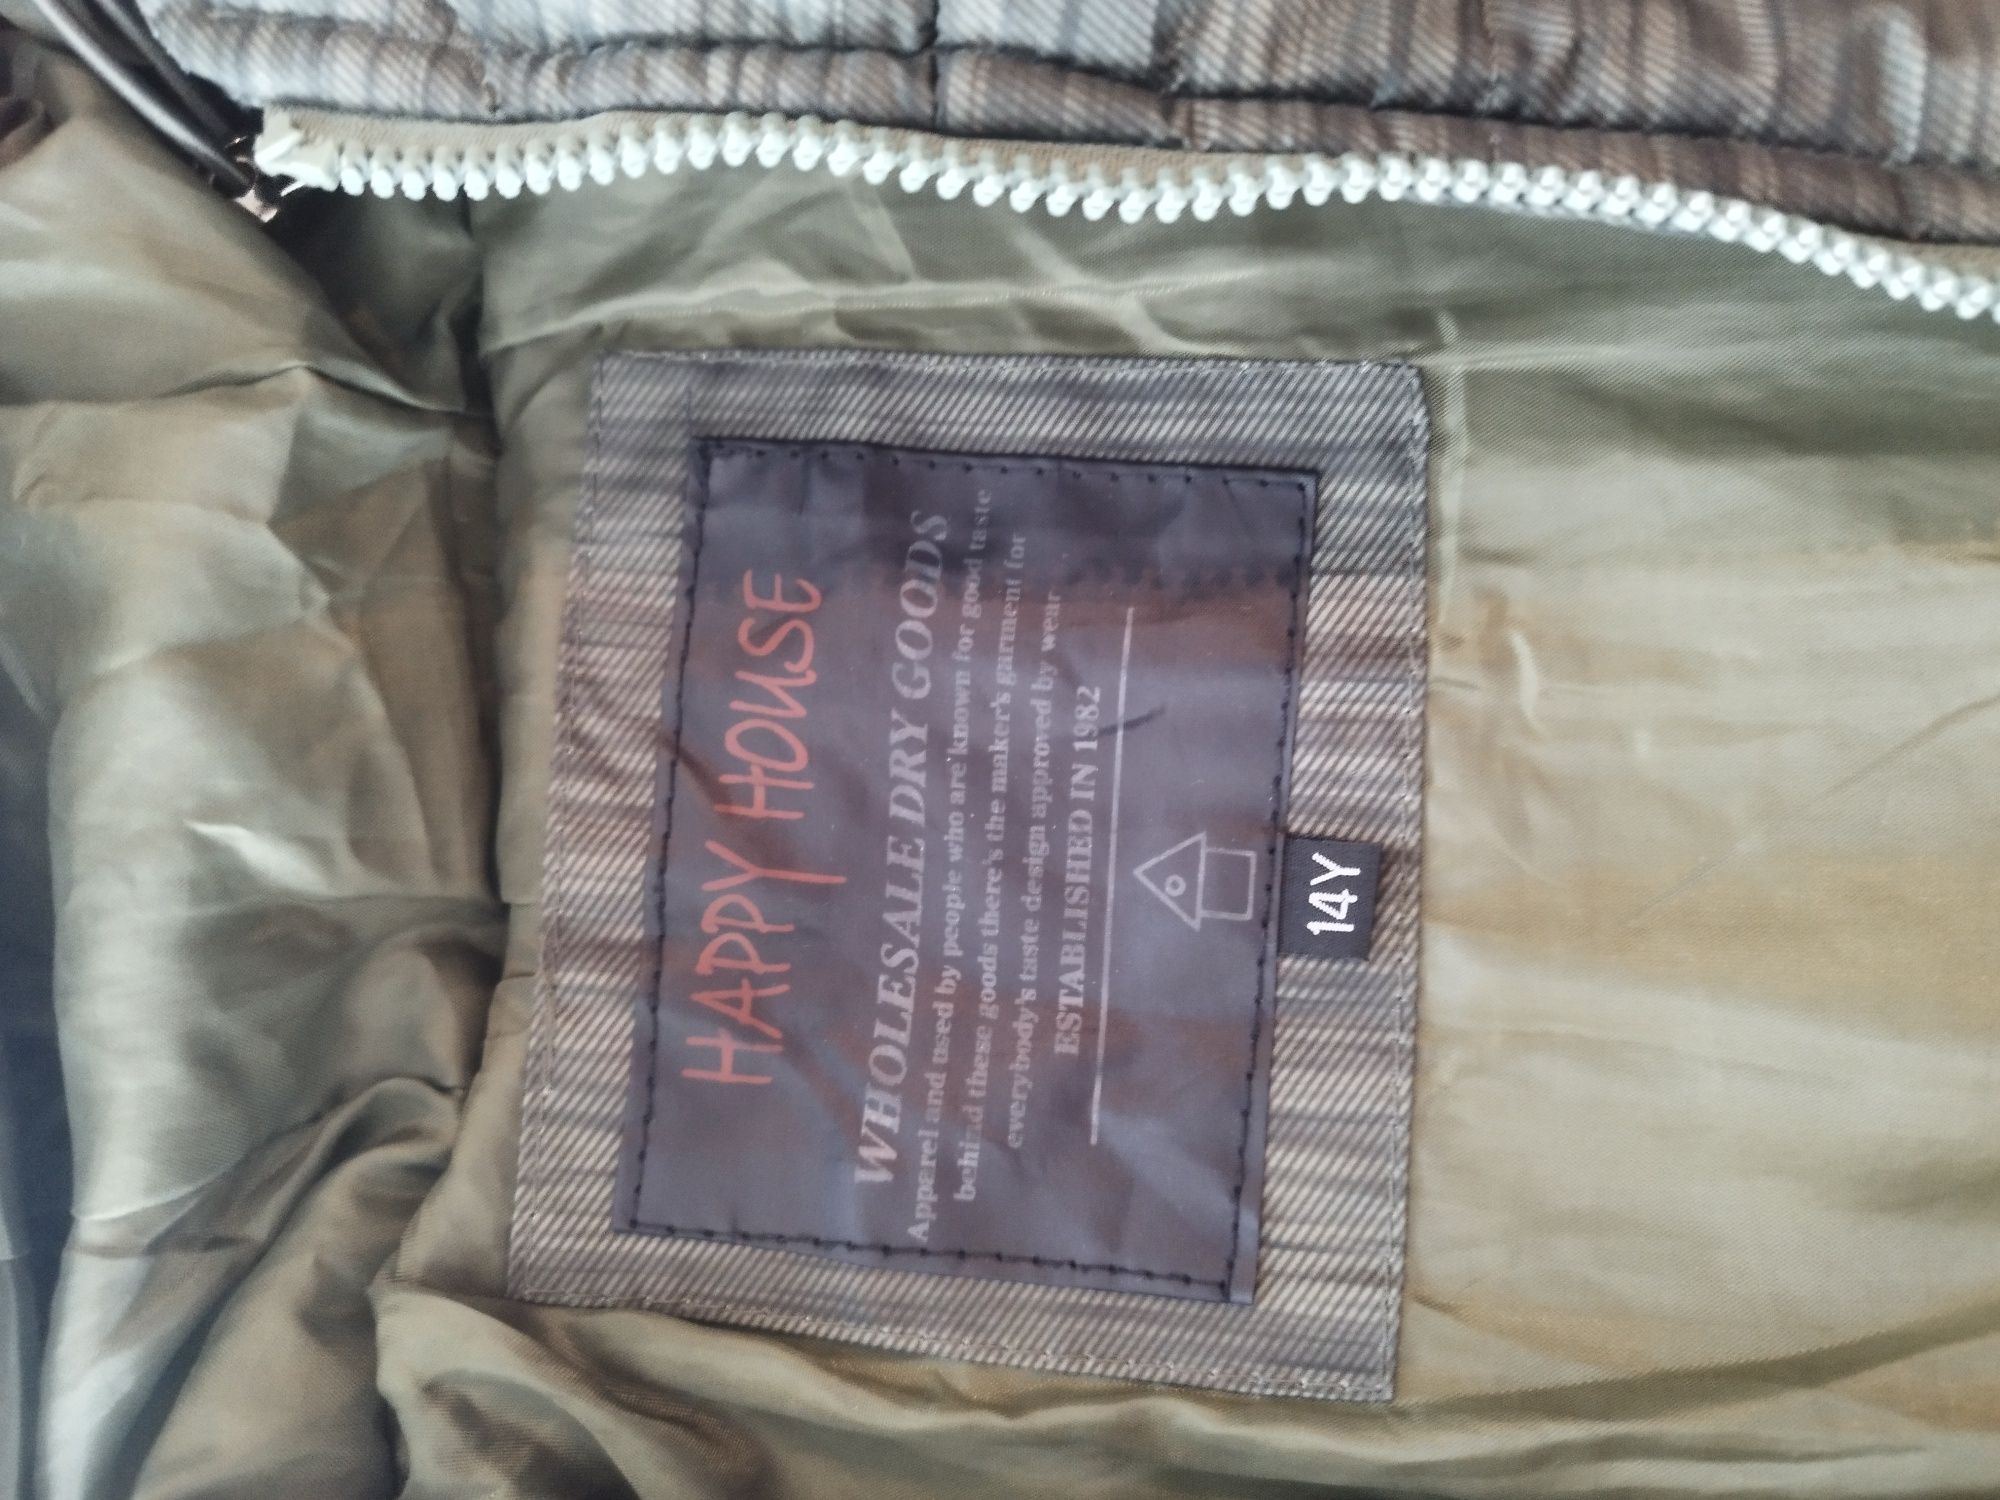 HAPPY HOUSE
WHOLESALE DRY GOODS
Apparel and used by people who are known for good taste
behind these goods there's the maker's garment for
everybody's taste design approved by wear
ESTABLISHED IN 1982
14Y